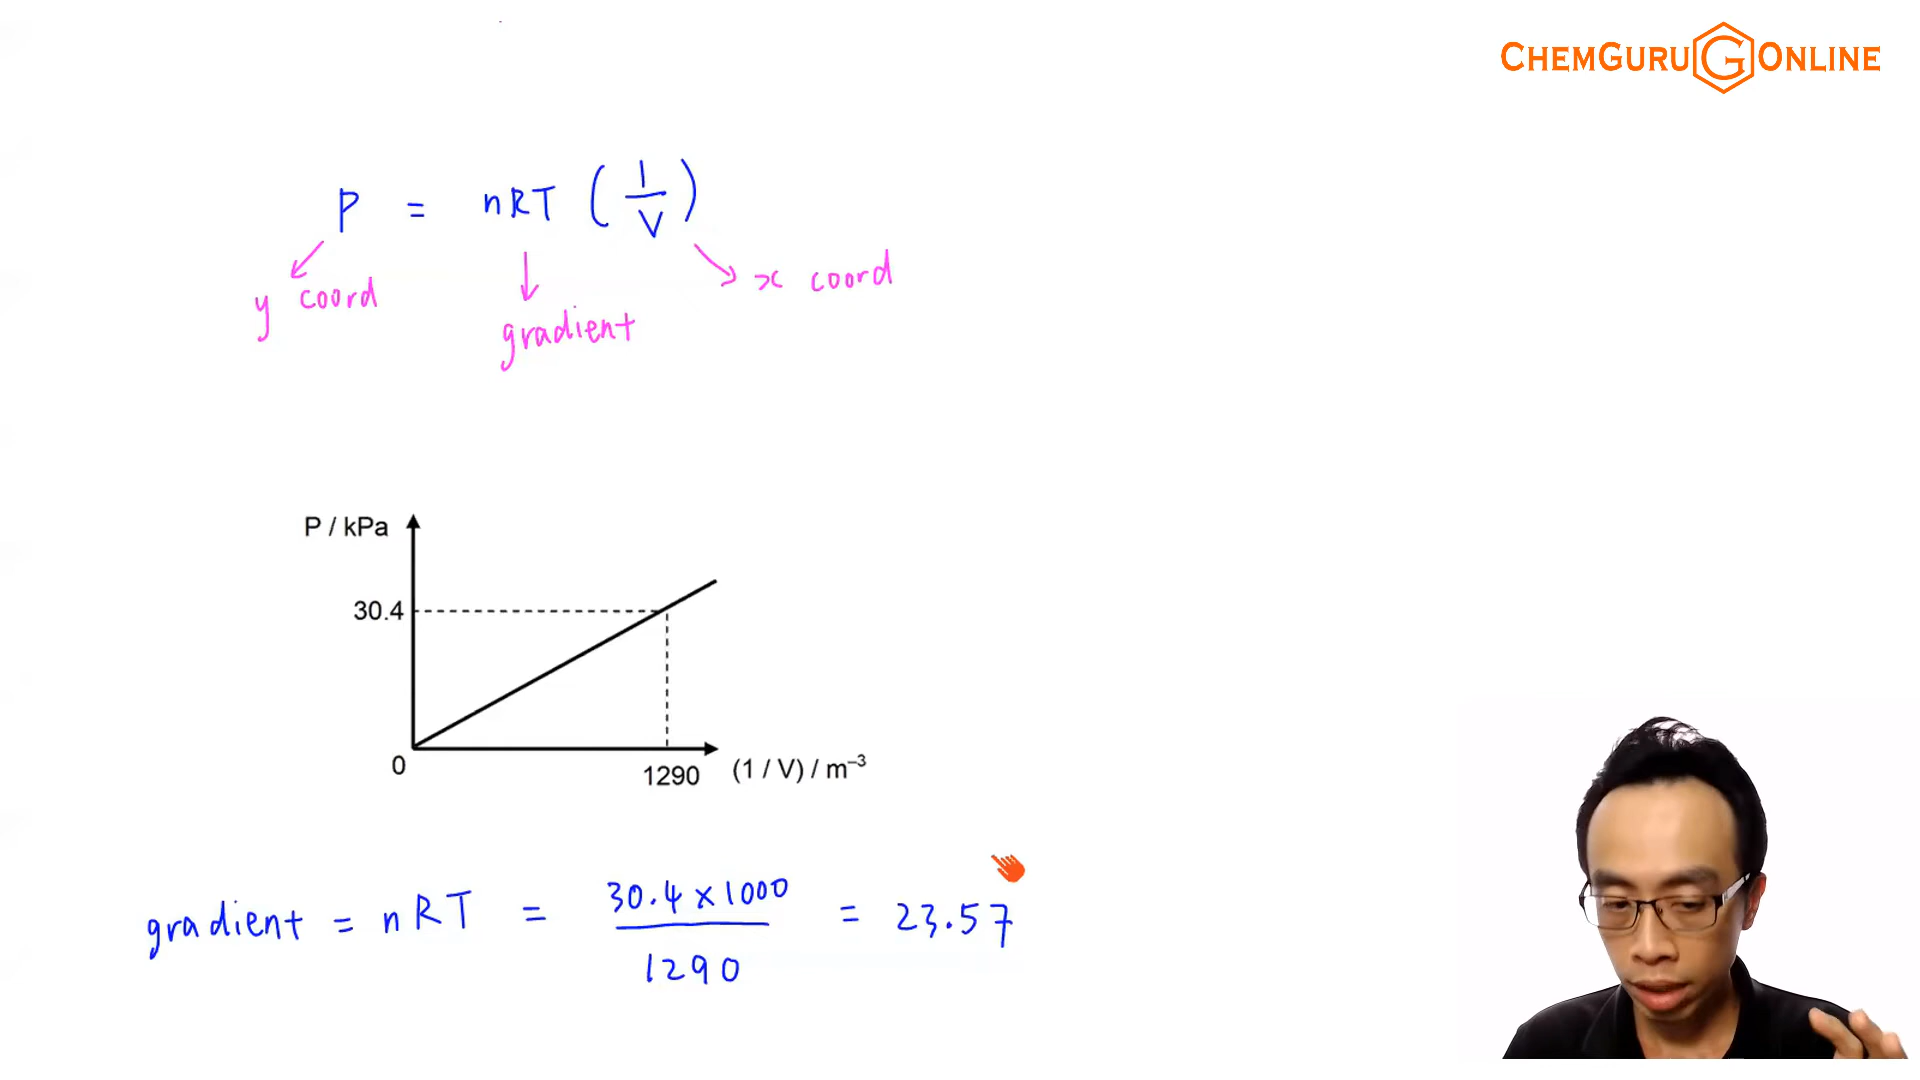 CHEMGURU G ONLINE
P = nRT (1/V)
y coord
gradient
x coord
P / kPa
30.4
0
1290
(1 / V) / m⁻³
gradient = nRT = 30.4 × 1000 / 1290 = 23.57